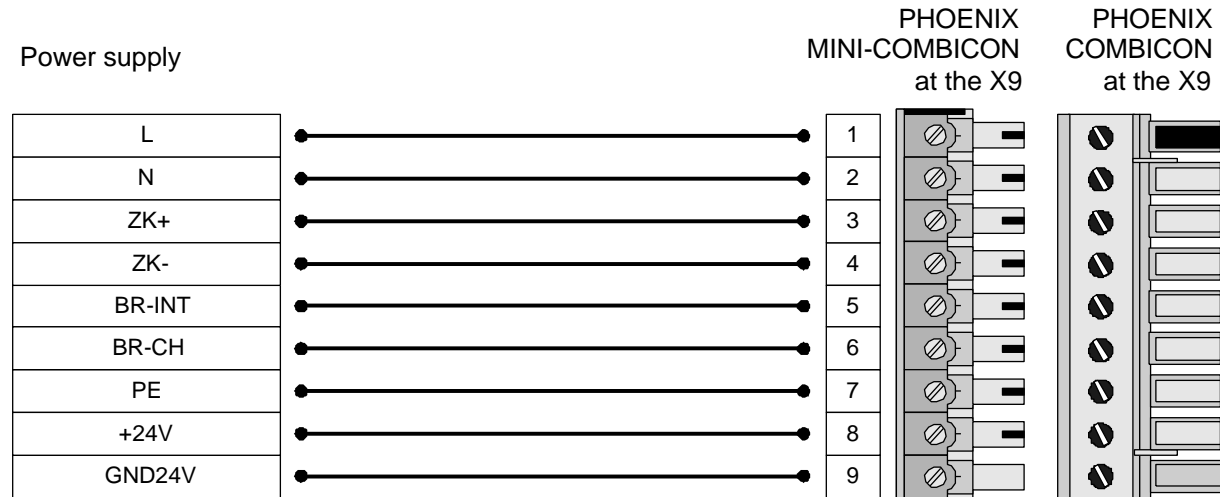 Power supply
PHOENIX
MINI-COMBICON
at the X9
PHOENIX
COMBICON
at the X9
L 1
N 2
ZK+ 3
ZK- 4
BR-INT 5
BR-CH 6
PE 7
+24V 8
GND24V 9